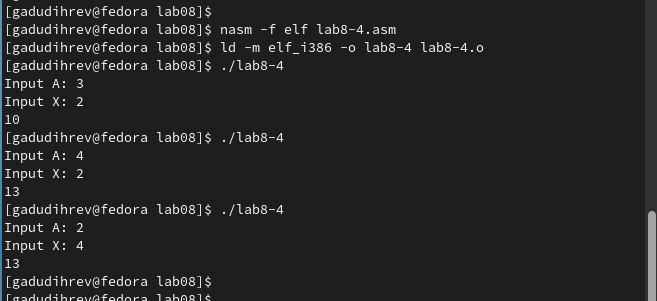 [gadudihrev@fedora lab08]$
[gadudihrev@fedora lab08]$ nasm -f elf lab8-4.asm
[gadudihrev@fedora lab08]$ ld -m elf_i386 -o lab8-4 lab8-4.o
[gadudihrev@fedora lab08]$ ./lab8-4
Input A: 3
Input X: 2
10
[gadudihrev@fedora lab08]$ ./lab8-4
Input A: 4
Input X: 2
13
[gadudihrev@fedora lab08]$ ./lab8-4
Input A: 2
Input X: 4
13
[gadudihrev@fedora lab08]$
[gadudihrev@fedora lab08]$